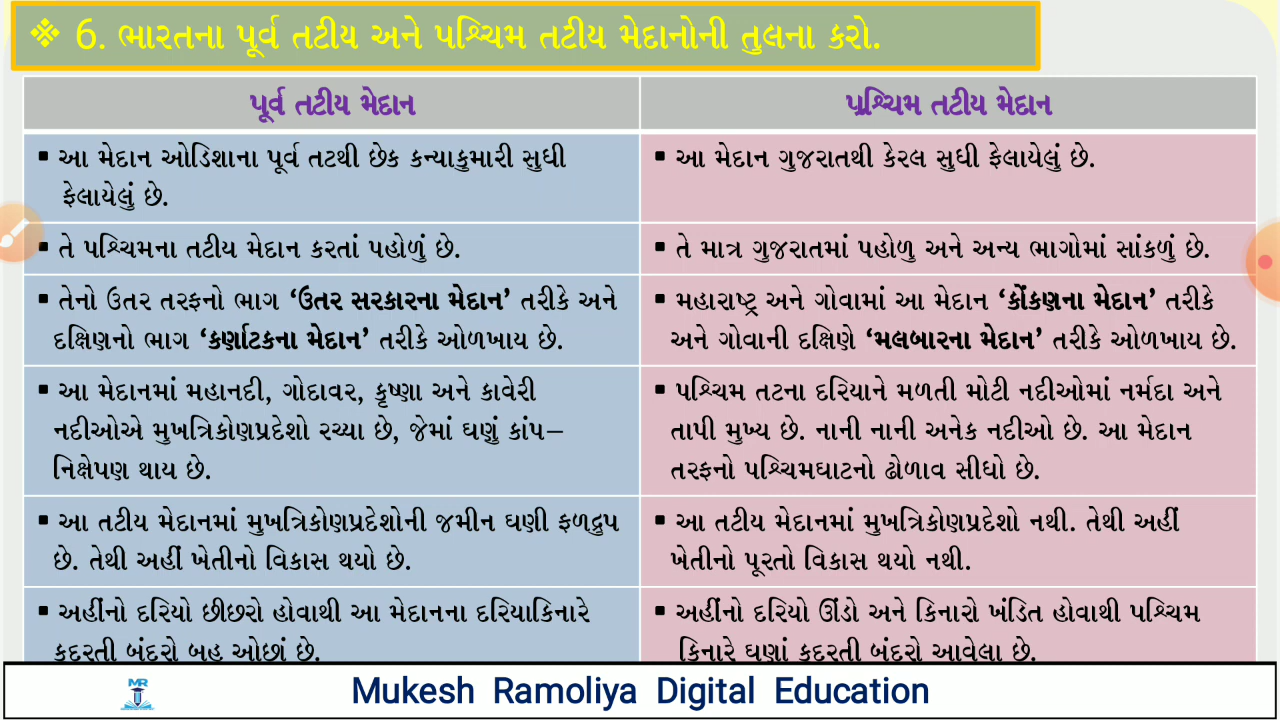 ❖ 6. ભારતના પૂર્વ તટીય અને પશ્ચિમ તટીય મેદાનોની તુલના કરો.
પૂર્વ તટીય મેદાન
પ્રશ્ચિમ તટીય મેદાન
▪ આ મેદાન ઓડિશાના પૂર્વ તટથી છેક કન્યાકુમારી સુધી
ફેલાયેલું છે.
▪ આ મેદાન ગુજરાતથી કેરલ સુધી ફેલાયેલું છે.
▪ તે પશ્ચિમના તટીય મેદાન કરતાં પહોળું છે.
▪ તે માત્ર ગુજરાતમાં પહોળુ અને અન્ય ભાગોમાં સાંકળું છે.
▪ તેનો ઉતર તરફનો ભાગ ‘ઉતર સરકારના મેદાન’ તરીકે અને
દક્ષિણનો ભાગ ‘કર્ણાટકના મેદાન’ તરીકે ઓળખાય છે.
▪ મહારાષ્ટ્ર અને ગોવામાં આ મેદાન ‘કોંકણના મેદાન’ તરીકે
અને ગોવાની દક્ષિણે ‘મલબારના મેદાન’ તરીકે ઓળખાય છે.
▪ આ મેદાનમાં મહાનદી, ગોદાવર, કૃષ્ણા અને કાવેરી
નદીઓએ મુખત્રિકોણપ્રદેશો રચ્યા છે, જેમાં ઘણું કાંપ–
નિક્ષેપણ થાય છે.
▪ પશ્ચિમ તટના દરિયાને મળતી મોટી નદીઓમાં નર્મદા અને
તાપી મુખ્ય છે. નાની નાની અનેક નદીઓ છે. આ મેદાન
તરફનો પશ્ચિમઘાટનો ઢોળાવ સીધો છે.
▪ આ તટીય મેદાનમાં મુખત્રિકોણપ્રદેશોની જમીન ઘણી ફળદ્રુપ
છે. તેથી અહીં ખેતીનો વિકાસ થયો છે.
▪ આ તટીય મેદાનમાં મુખત્રિકોણપ્રદેશો નથી. તેથી અહીં
ખેતીનો પૂરતો વિકાસ થયો નથી.
▪ અહીંનો દરિયો છીછરો હોવાથી આ મેદાનના દરિયાકિનારે
કુદરતી બંદરો બહુ ઓછાં છે.
▪ અહીંનો દરિયો ઊંડો અને કિનારો ખંડિત હોવાથી પશ્ચિમ
કિનારે ઘણાં કુદરતી બંદરો આવેલા છે.
MR
Mukesh Ramoliya Digital Education